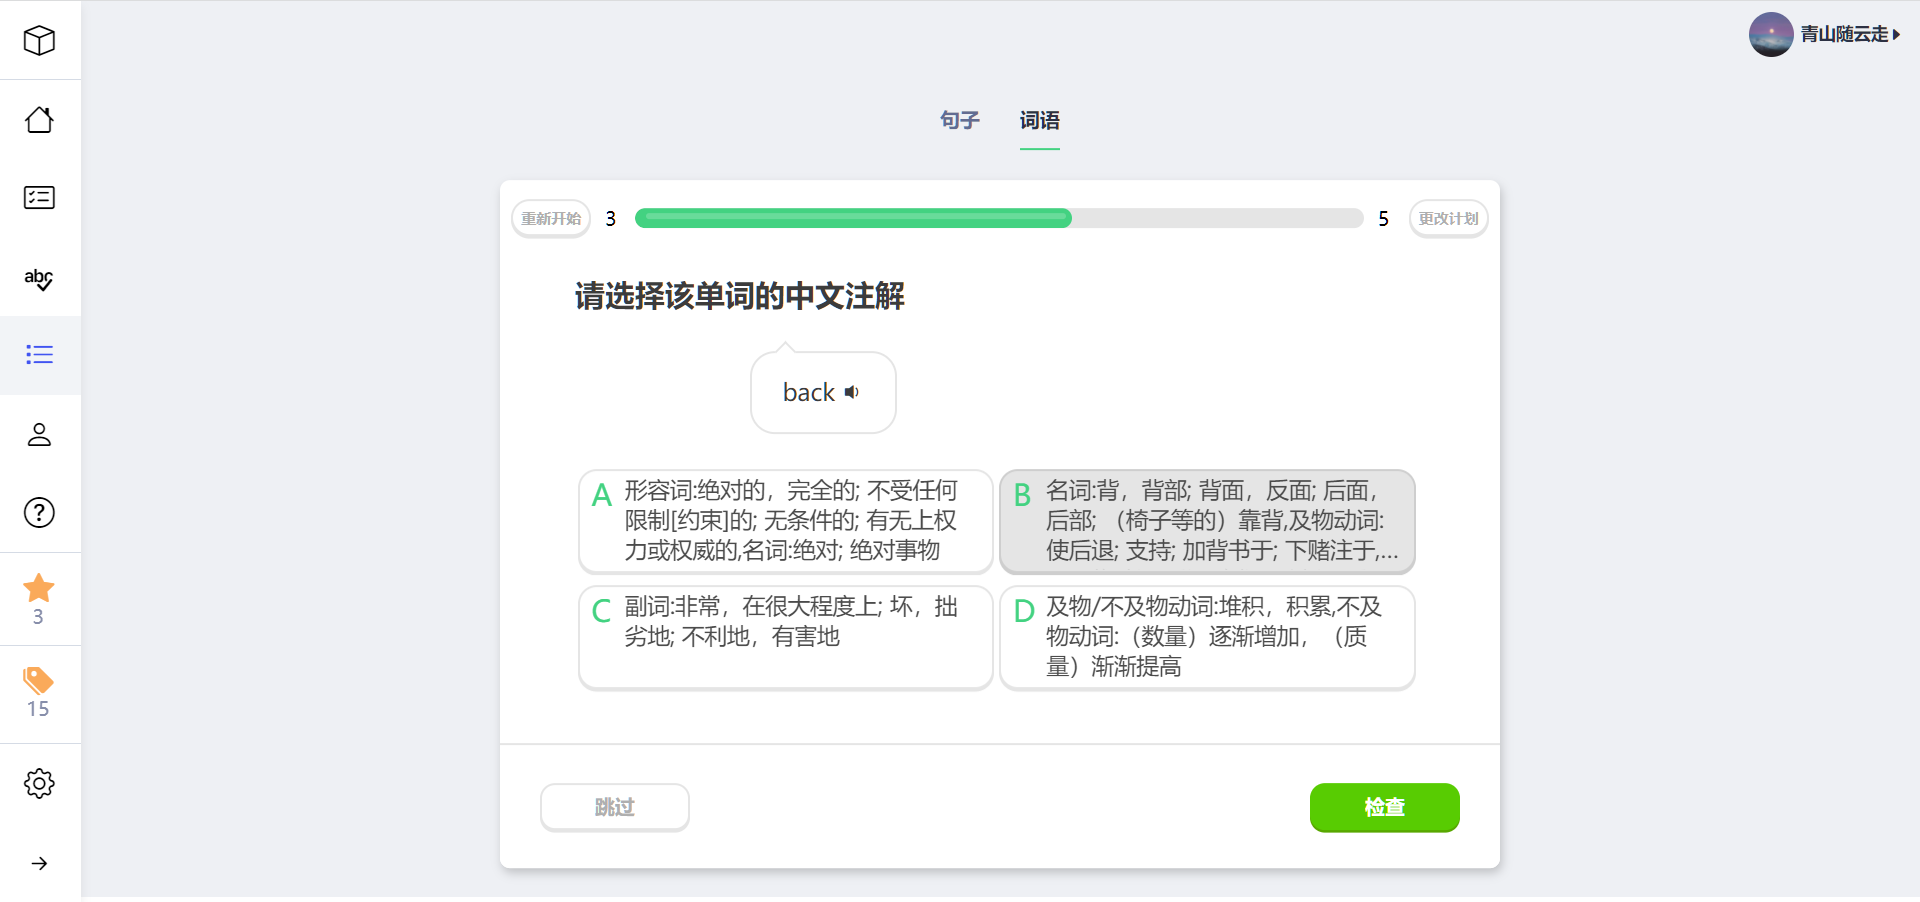 青山随云走
句子
词语
重新开始
3
5
更改计划
请选择该单词的中文注解
back
A
形容词:绝对的，完全的; 不受任何
限制[约束]的; 无条件的; 有无上权
力或权威的,名词:绝对; 绝对事物
B
名词:背，背部; 背面，反面; 后面，
后部; （椅子等的）靠背,及物动词:
使后退; 支持; 加背书于; 下赌注于,...
C
副词:非常，在很大程度上; 坏，拙
劣地; 不利地，有害地
D
及物/不及物动词:堆积，积累,不及
物动词:（数量）逐渐增加，（质
量）渐渐提高
跳过
检查
abc
?
3
15